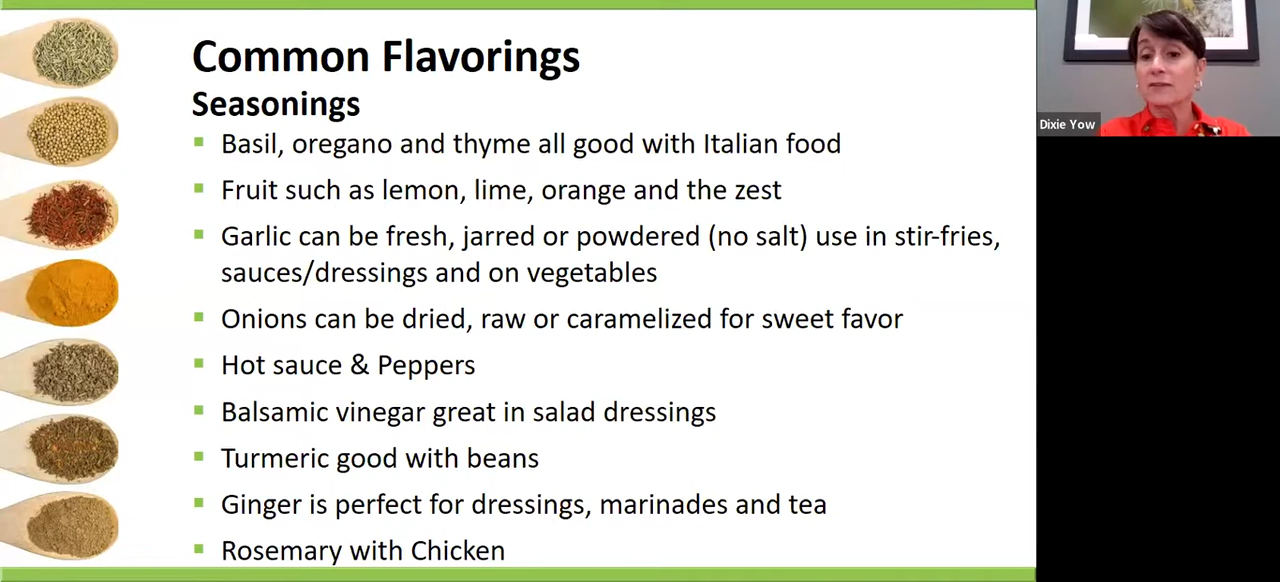 Common Flavorings
Seasonings
Basil, oregano and thyme all good with Italian food
Fruit such as lemon, lime, orange and the zest
Garlic can be fresh, jarred or powdered (no salt) use in stir-fries,
sauces/dressings and on vegetables
Onions can be dried, raw or caramelized for sweet favor
Hot sauce & Peppers
Balsamic vinegar great in salad dressings
Turmeric good with beans
Ginger is perfect for dressings, marinades and tea
Rosemary with Chicken
Dixie Yow